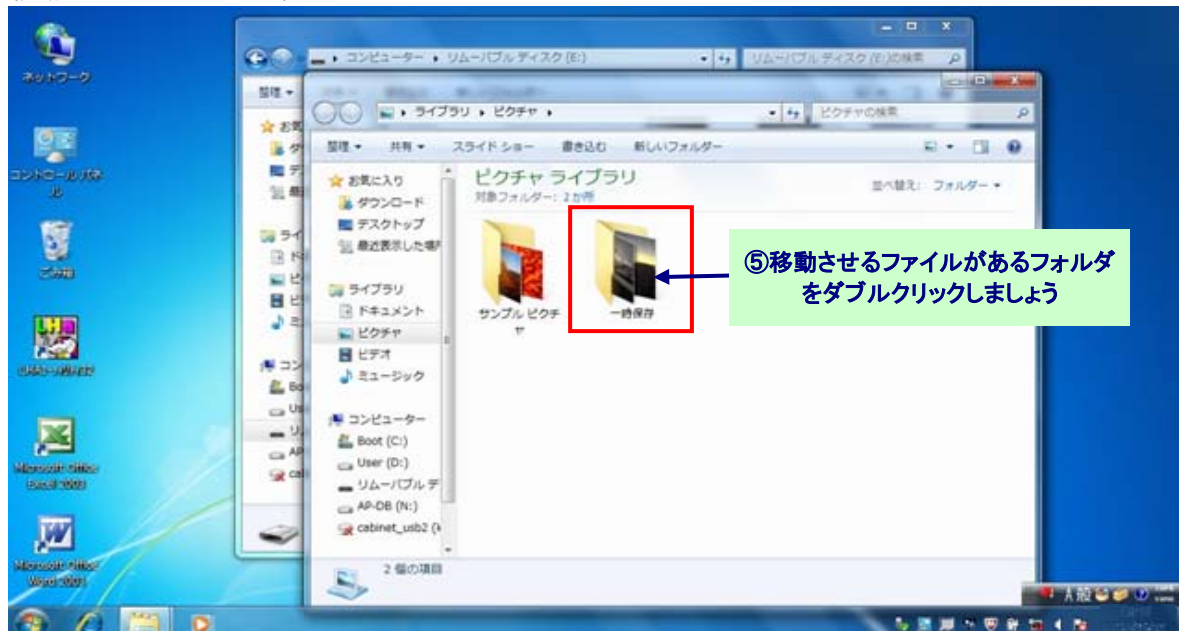 ネットワーク
コントロール パネ
ル
ごみ箱
Microsoft Office
Excel 2003
Microsoft Office
Word 2003
コンピューター
リムーバブル ディスク (E:)
リムーバブル ディスク (E:)の検索
整理
ライブラリ
ピクチャ
ピクチャの検索
整理
共有
スライド ショー
書き込む
新しいフォルダー
お気に入り
ダウンロード
デスクトップ
最近表示した場所
ライブラリ
ドキュメント
ピクチャ
ビデオ
ミュージック
コンピューター
Boot (C:)
User (D:)
リムーバブル デ
AP-DB (N:)
cabinet_usb2
ピクチャ ライブラリ
対象フォルダー: 2か所
並べ替え: フォルダー
サンプル ピクチ
ャ
一時保存
⑤移動させるファイルがあるフォルダ
をダブルクリックしましょう
2 個の項目
A 般